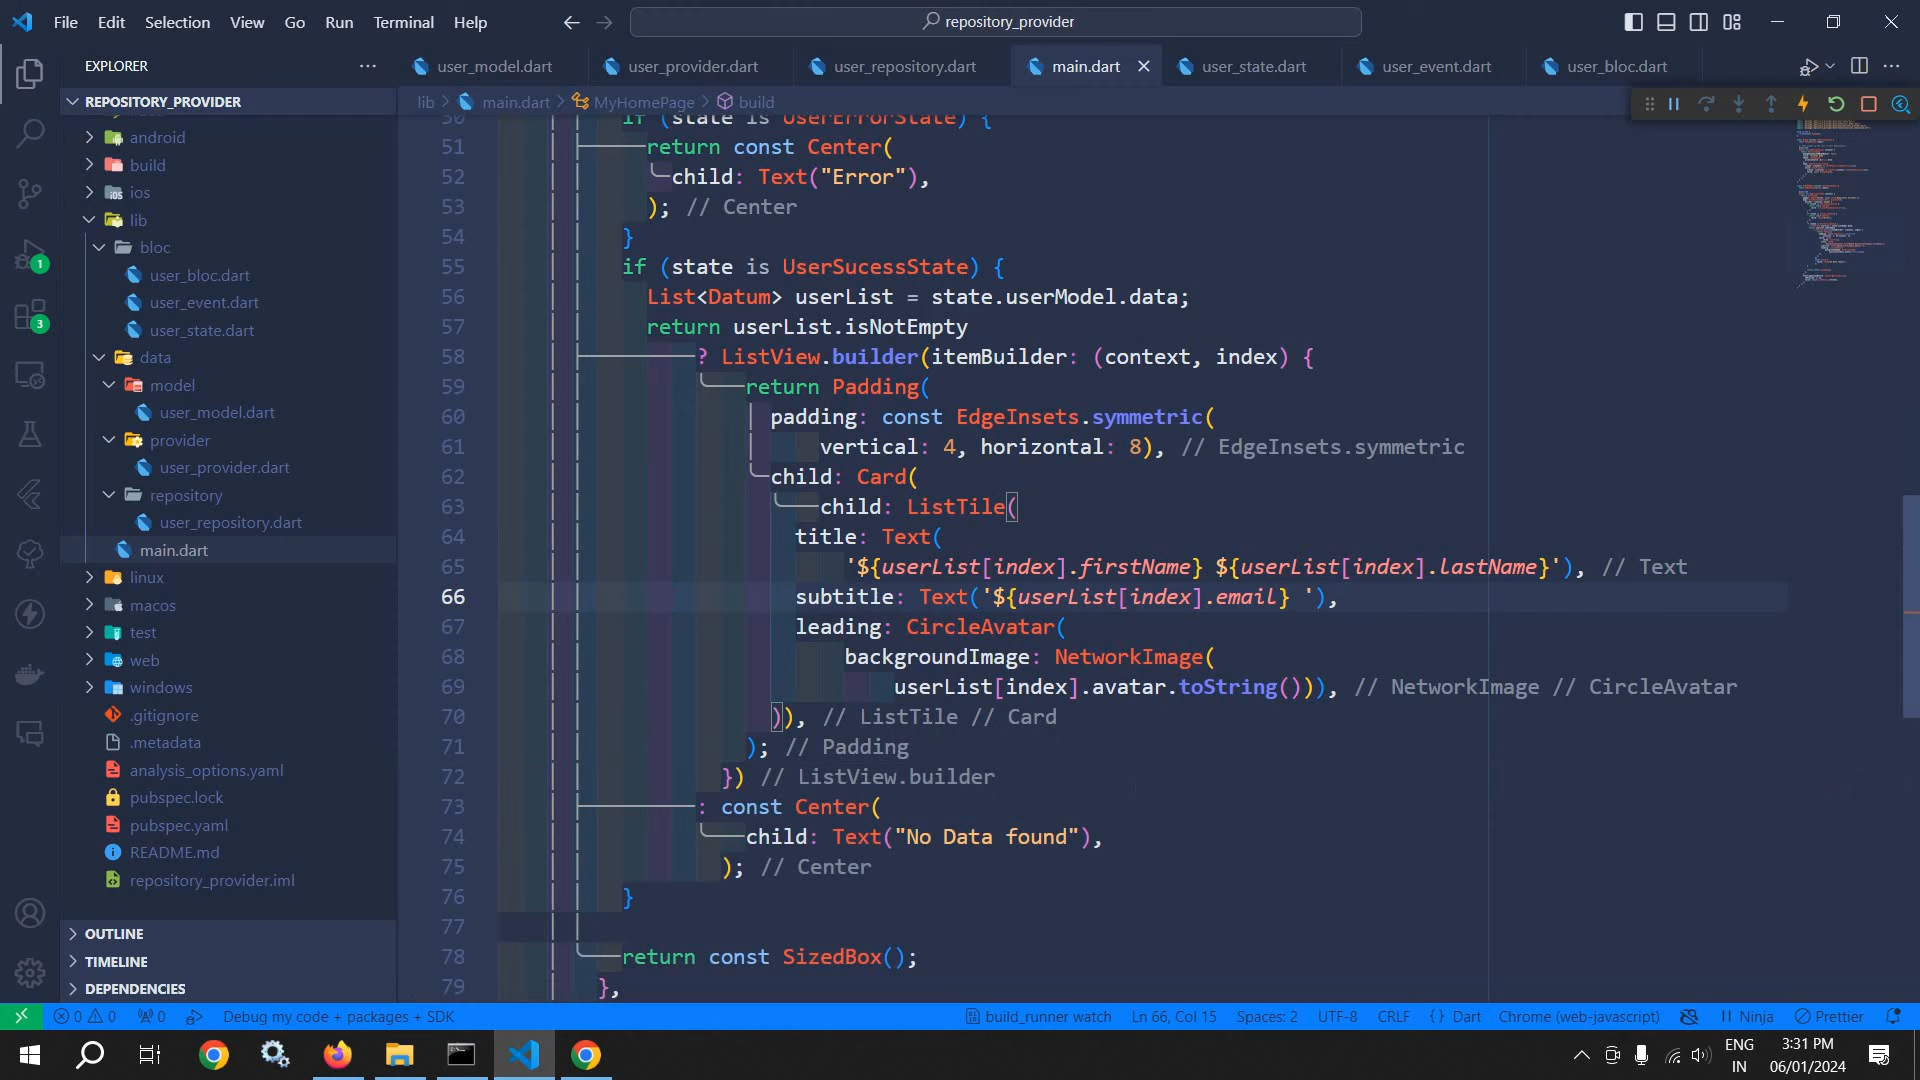 File Edit Selection View Go Run Terminal Help
repository_provider
EXPLORER
user_model.dart user_provider.dart user_repository.dart main.dart user_state.dart user_event.dart user_bloc.dart
REPOSITORY_PROVIDER
lib > main.dart > MyHomePage > build
android
build
ios
lib
bloc
user_bloc.dart
user_event.dart
user_state.dart
data
model
user_model.dart
provider
user_provider.dart
repository
user_repository.dart
main.dart
linux
macos
test
web
windows
.gitignore
.metadata
analysis_options.yaml
pubspec.lock
pubspec.yaml
README.md
repository_provider.iml
OUTLINE
TIMELINE
DEPENDENCIES
1
3
50 if (state is UserErrorState) {
51 return const Center(
52 child: Text("Error"),
53 ); // Center
54 }
55 if (state is UserSucessState) {
56 List<Datum> userList = state.userModel.data;
57 return userList.isNotEmpty
58 ? ListView.builder(itemBuilder: (context, index) {
59 return Padding(
60 padding: const EdgeInsets.symmetric(
61 vertical: 4, horizontal: 8), // EdgeInsets.symmetric
62 child: Card(
63 child: ListTile(
64 title: Text(
65 '${userList[index].firstName} ${userList[index].lastName}'), // Text
66 subtitle: Text('${userList[index].email} '),
67 leading: CircleAvatar(
68 backgroundImage: NetworkImage(
69 userList[index].avatar.toString())), // NetworkImage // CircleAvatar
70 )), // ListTile // Card
71 ); // Padding
72 }) // ListView.builder
73 : const Center(
74 child: Text("No Data found"),
75 ); // Center
76 }
77
78 return const SizedBox();
79 },
0 0 0 Debug my code + packages + SDK build_runner watch Ln 66, Col 15 Spaces: 2 UTF-8 CRLF {} Dart Chrome (web-javascript) Ninja Prettier
ENG 3:31 PM
IN 06/01/2024